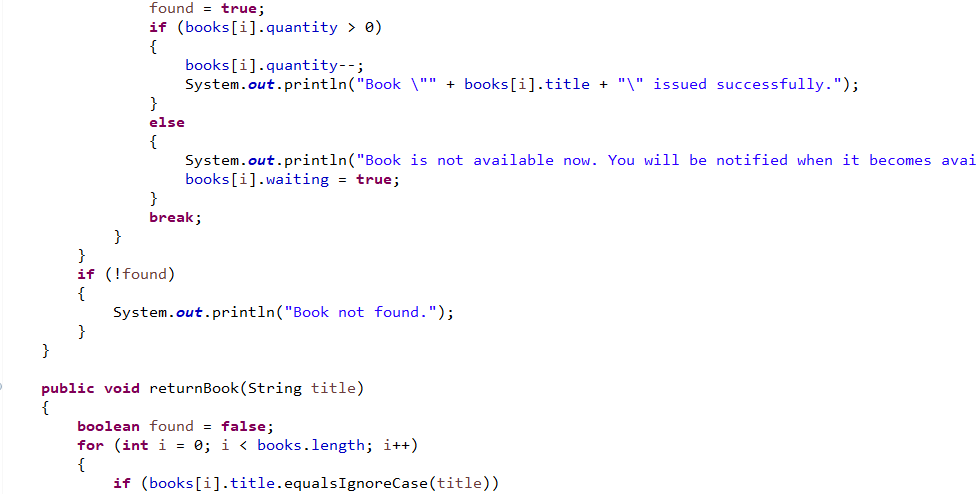 found = true;
if (books[i].quantity > 0)
{
books[i].quantity--;
System.out.println("Book \"" + books[i].title + "\" issued successfully.");
}
else
{
System.out.println("Book is not available now. You will be notified when it becomes avai
books[i].waiting = true;
}
break;
}
}
if (!found)
{
System.out.println("Book not found.");
}
}
public void returnBook(String title)
{
boolean found = false;
for (int i = 0; i < books.length; i++)
{
if (books[i].title.equalsIgnoreCase(title))